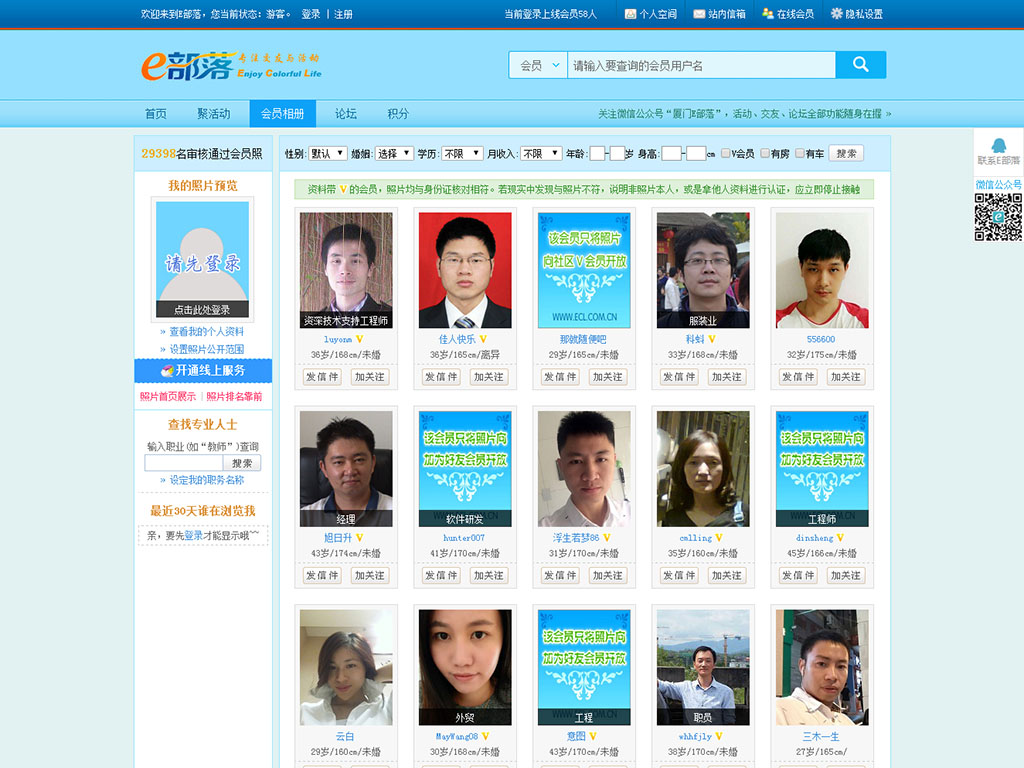 欢迎来到E部落，您当前状态：游客。 登录 | 注册
当前登录上线会员58人 个人空间 站内信箱 在线会员 隐私设置
e部落 专注交友与活动
Enjoy Colorful Life
会员 请输入要查询的会员用户名
首页 聚活动 会员相册 论坛 积分 关注微信公众号“厦门E部落”，活动、交友、论坛全部功能随身在握 »
29398名审核通过会员照
性别: 默认 婚姻: 选择 学历: 不限 月收入: 不限 年龄: - 岁 身高: - cm V会员 有房 有车 搜索
联系E部落
微信公众号
我的照片预览
请先登录
点击此处登录
» 查看我的个人资料
» 设置照片公开范围
开通线上服务
照片首页展示 | 照片排名靠前
查找专业人士
输入职业(如“教师”)查询
搜索
» 设定我的职务名称
最近30天谁在浏览我
亲，要先登录才能显示哦^^
资料带 V 的会员，照片均与身份证核对相符。若现实中发现与照片不符，说明非照片本人，或是拿他人资料进行认证，应立即停止接触
资深技术支持工程师
luyonm V
36岁/168cm/未婚
发信件 加关注
佳人快乐 V
36岁/165cm/离异
发信件 加关注
该会员只将照片
向社区V会员开放
WWW.ECL.COM.CN
那就随便吧
29岁/165cm/未婚
发信件 加关注
服装业
科蚪 V
33岁/168cm/未婚
发信件 加关注
556600
32岁/175cm/未婚
发信件 加关注
经理
旭日升 V
43岁/174cm/未婚
发信件 加关注
该会员只将照片向
加为好友会员开放
软件研发
hunter007
41岁/170cm/未婚
发信件 加关注
浮生若梦86 V
31岁/170cm/未婚
发信件 加关注
colling V
35岁/160cm/未婚
发信件 加关注
该会员只将照片向
加为好友会员开放
工程师
dinsheng V
45岁/166cm/未婚
发信件 加关注
云白
29岁/160cm/未婚
外贸
MayWang08 V
30岁/168cm/未婚
该会员只将照片向
加为好友会员开放
工程
意图 V
43岁/170cm/未婚
职员
whhfjly V
38岁/170cm/未婚
三木一生
27岁/165cm/